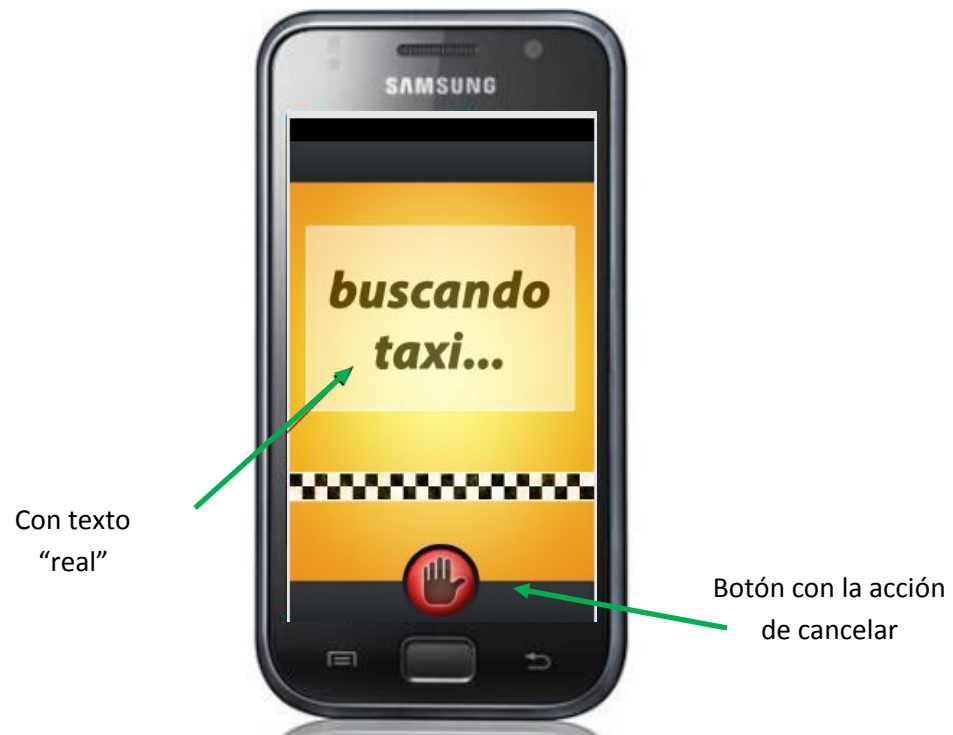 SAMSUNG
buscando
taxi...
Con texto
“real”
Botón con la acción
de cancelar